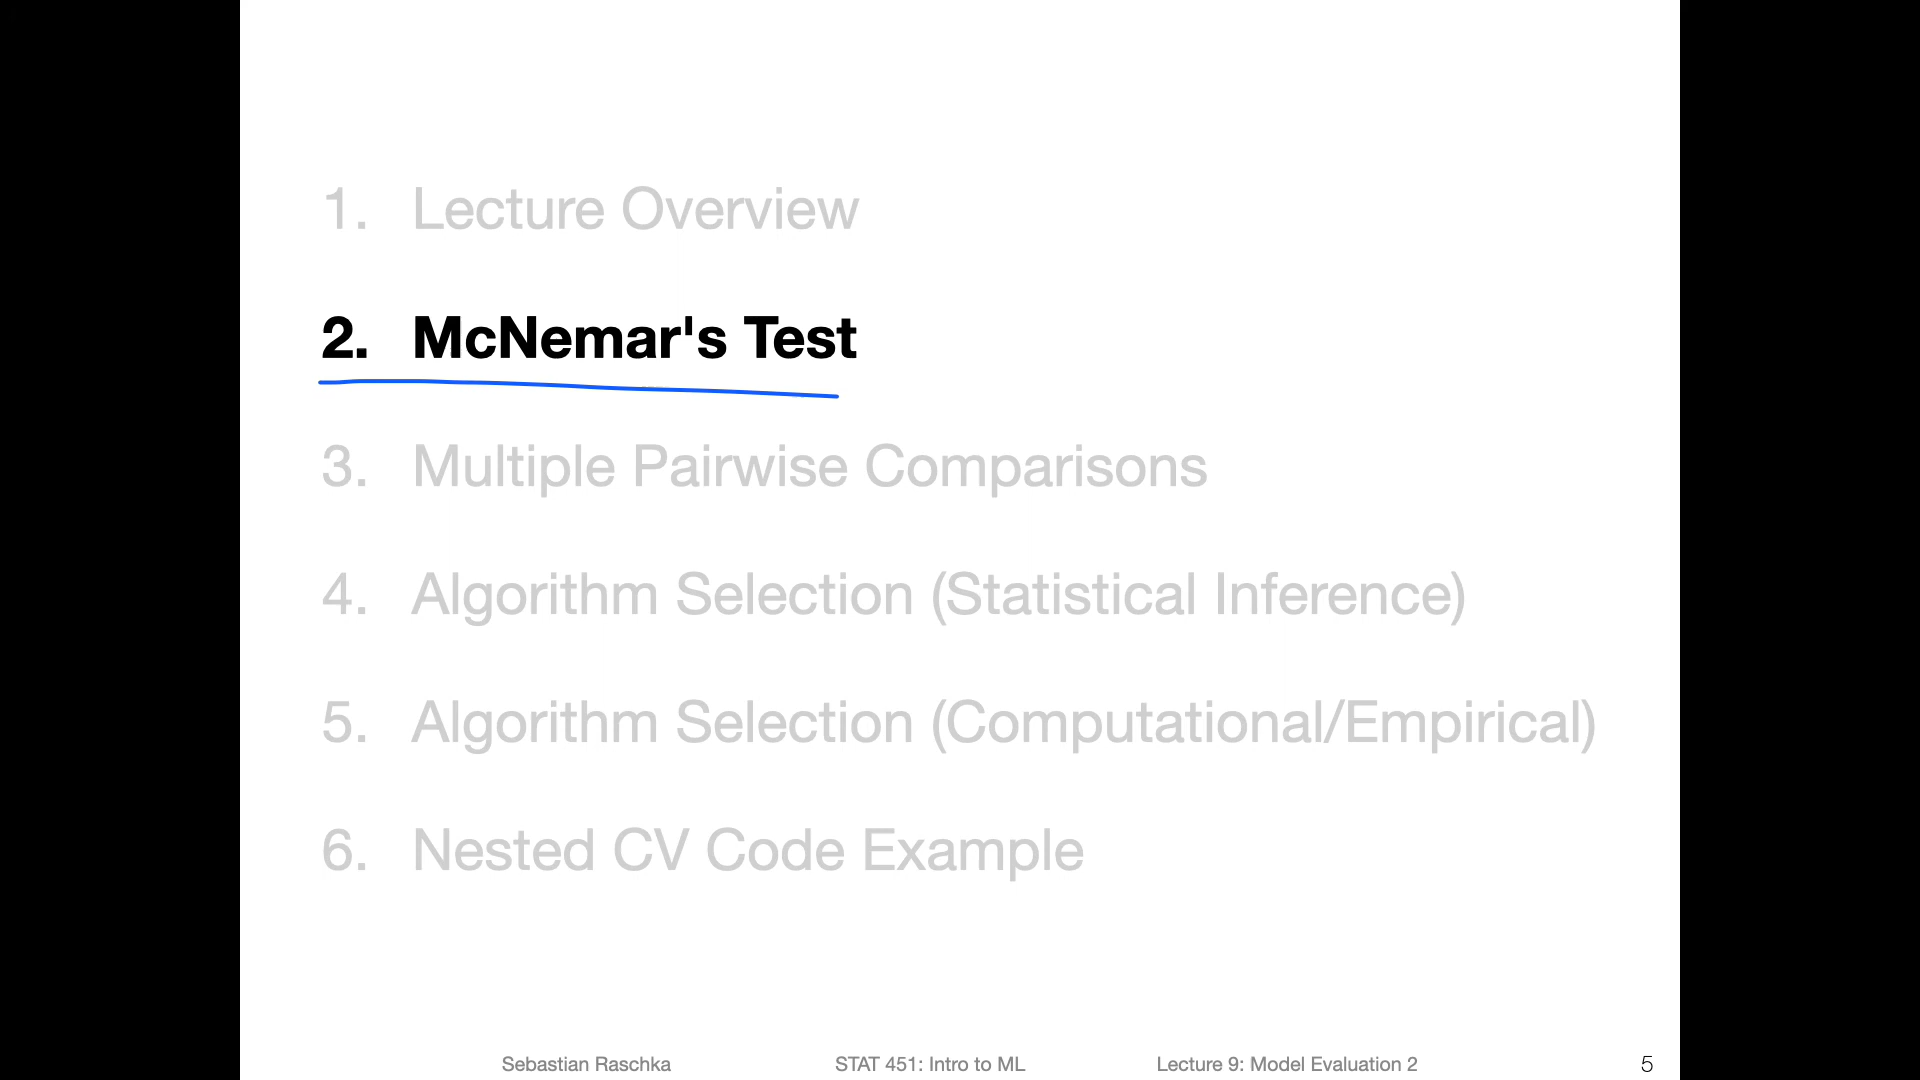 1. Lecture Overview
2. McNemar's Test
3. Multiple Pairwise Comparisons
4. Algorithm Selection (Statistical Inference)
5. Algorithm Selection (Computational/Empirical)
6. Nested CV Code Example
Sebastian Raschka STAT 451: Intro to ML Lecture 9: Model Evaluation 2 5